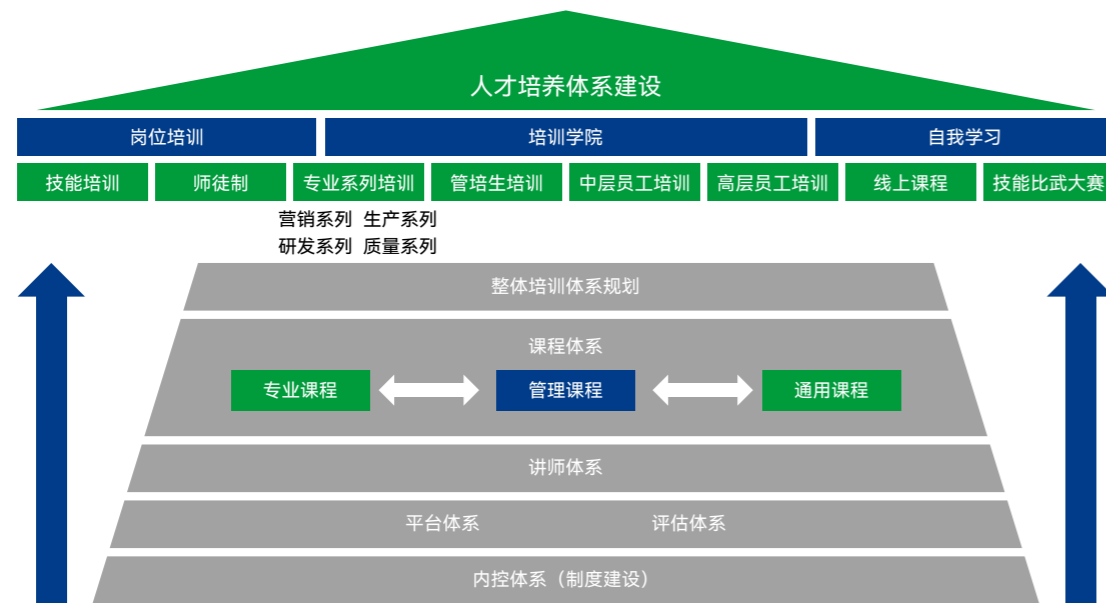 人才培养体系建设
岗位培训 培训学院 自我学习
技能培训 师徒制 专业系列培训 管培生培训 中层员工培训 高层员工培训 线上课程 技能比武大赛
营销系列 生产系列
研发系列 质量系列
整体培训体系规划
课程体系
专业课程 管理课程 通用课程
讲师体系
平台体系 评估体系
内控体系（制度建设）